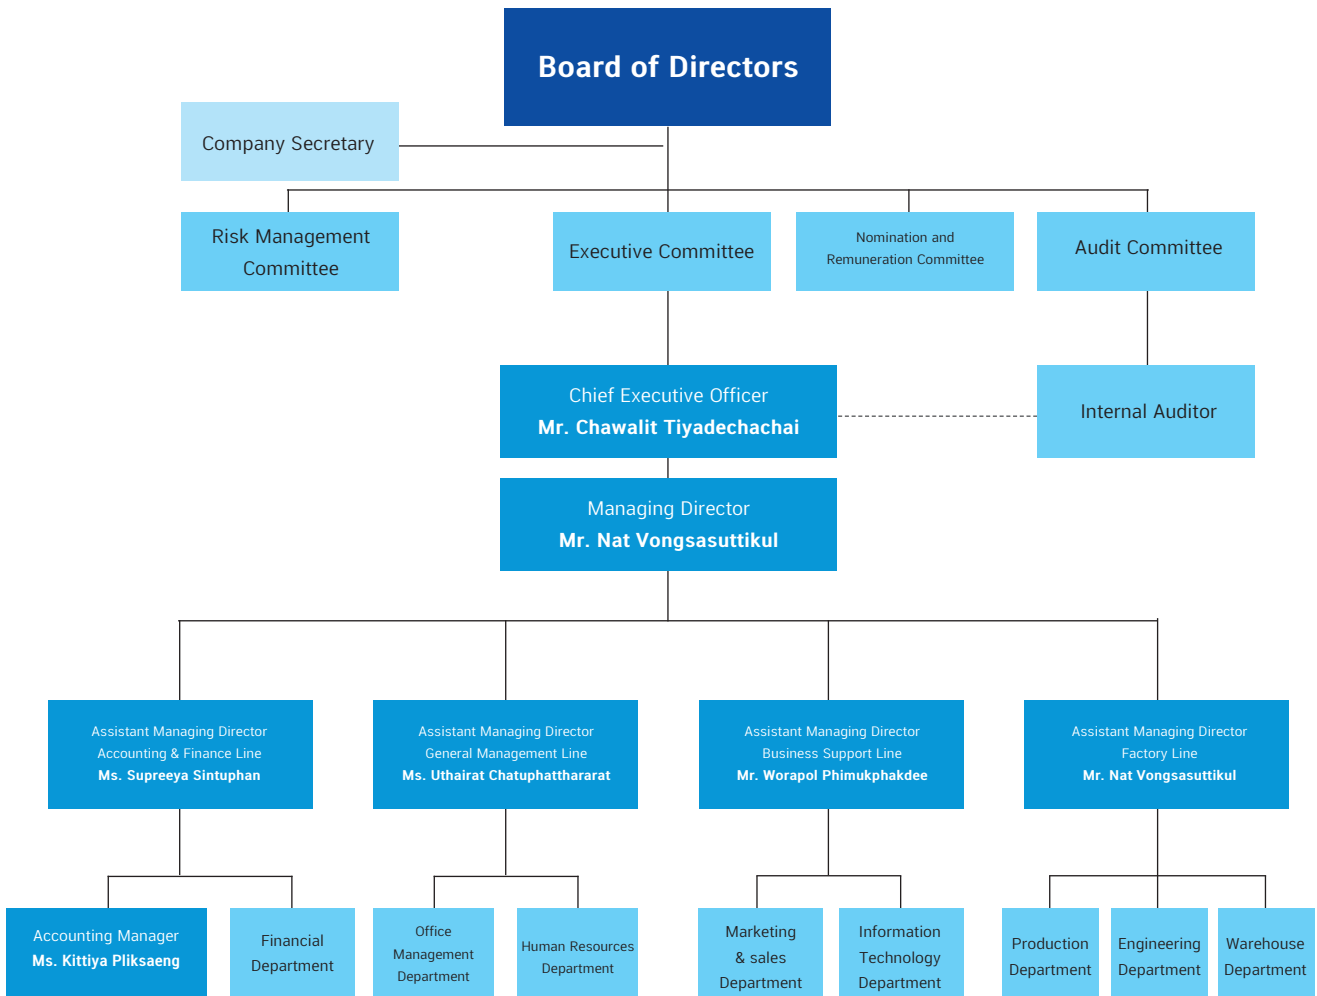 Board of Directors
Company Secretary
Risk Management
Committee
Executive Committee
Nomination and
Remuneration Committee
Audit Committee
Chief Executive Officer
Mr. Chawalit Tiyadechachai
Internal Auditor
Managing Director
Mr. Nat Vongsasuttikul
Assistant Managing Director
Accounting & Finance Line
Ms. Supreeya Sintuphan
Assistant Managing Director
General Management Line
Ms. Uthairat Chatuphatthararat
Assistant Managing Director
Business Support Line
Mr. Worapol Phimukphakdee
Assistant Managing Director
Factory Line
Mr. Nat Vongsasuttikul
Accounting Manager
Ms. Kittiya Pliksaeng
Financial
Department
Office
Management
Department
Human Resources
Department
Marketing
& sales
Department
Information
Technology
Department
Production
Department
Engineering
Department
Warehouse
Department